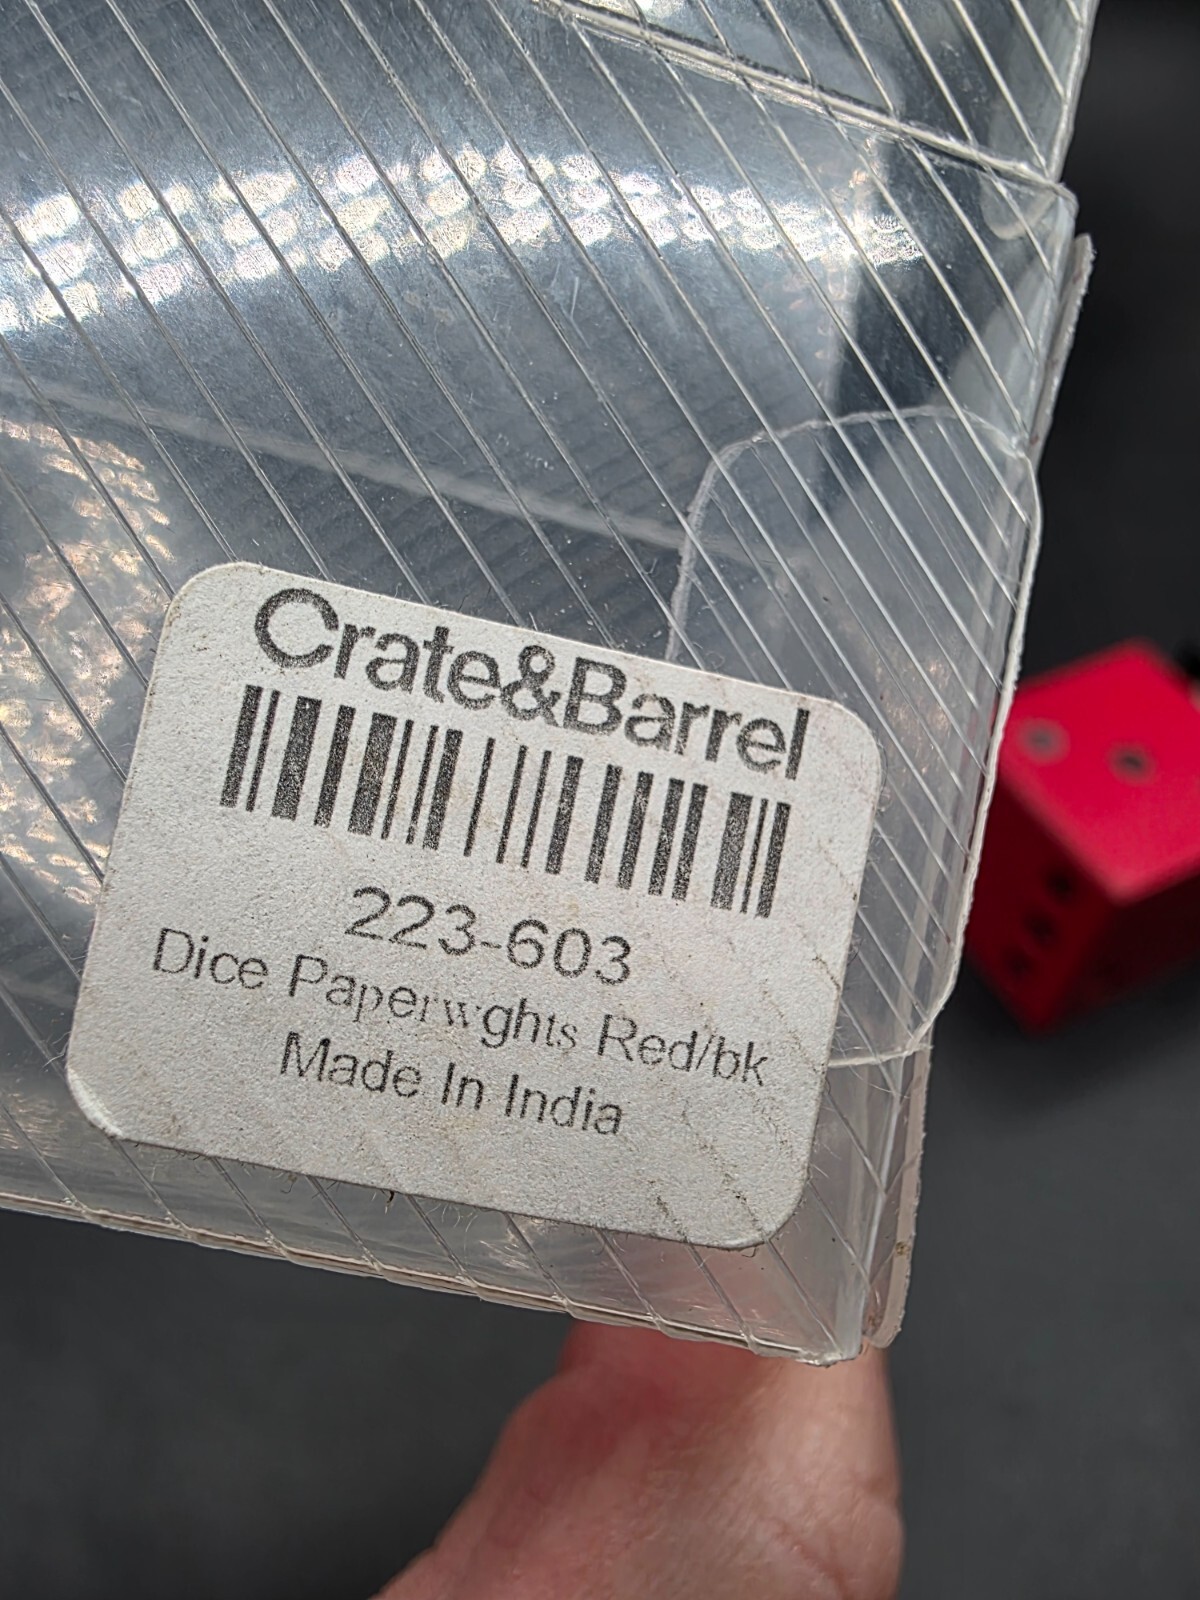 Crate&Barrel
223-603
Dice Paperwghts Red/bk
Made In India